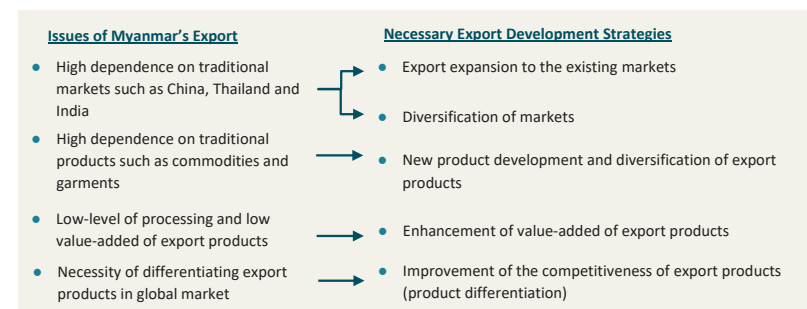 Issues of Myanmar's Export
● High dependence on traditional
markets such as China, Thailand and
India
● High dependence on traditional
products such as commodities and
garments
● Low-level of processing and low
value-added of export products
● Necessity of differentiating export
products in global market
Necessary Export Development Strategies
● Export expansion to the existing markets
● Diversification of markets
● New product development and diversification of export
products
● Enhancement of value-added of export products
● Improvement of the competitiveness of export products
(product differentiation)